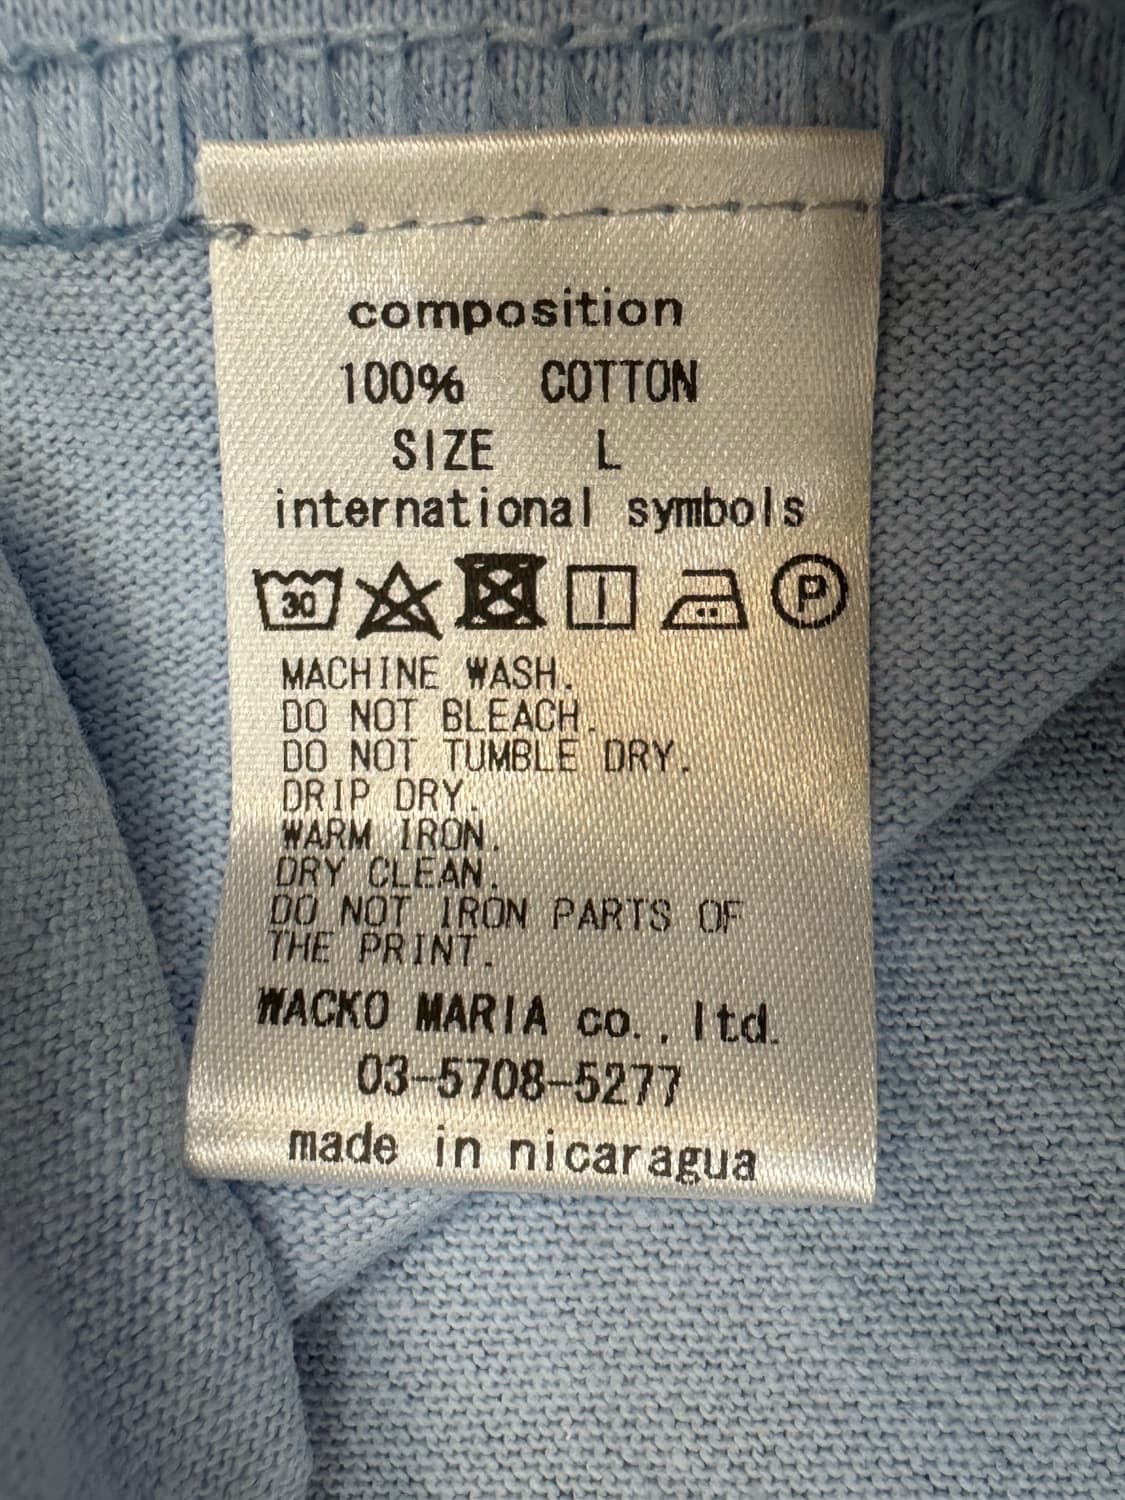 composition
100% COTTON
SIZE L
international symbols
30 P
MACHINE WASH.
DO NOT BLEACH.
DO NOT TUMBLE DRY.
DRIP DRY.
WARM IRON.
DRY CLEAN.
DO NOT IRON PARTS OF
THE PRINT.
WACKO MARIA co., ltd.
03-5708-5277
made in nicaragua